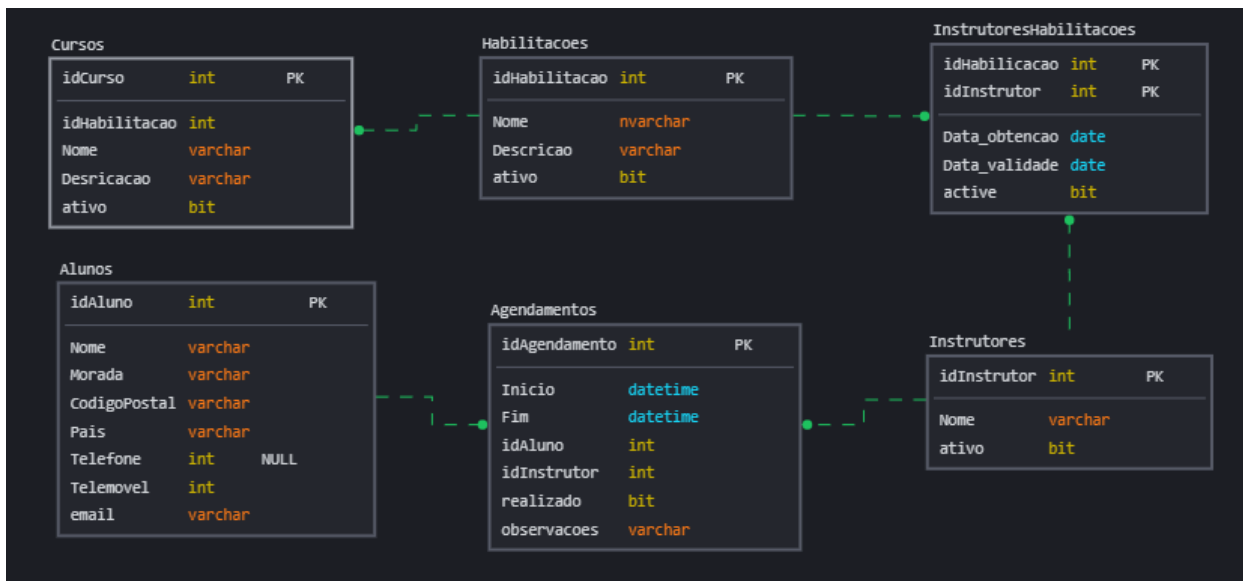 Cursos
idCurso int PK
idHabilitacao int
Nome varchar
Desricacao varchar
ativo bit
Habilitacoes
idHabilitacao int PK
Nome nvarchar
Descricao varchar
ativo bit
InstrutoresHabilitacoes
idHabilicacao int PK
idInstrutor int PK
Data_obtencao date
Data_validade date
active bit
Alunos
idAluno int PK
Nome varchar
Morada varchar
CodigoPostal varchar
Pais varchar
Telefone int NULL
Telemovel int
email varchar
Agendamentos
idAgendamento int PK
Inicio datetime
Fim datetime
idAluno int
idInstrutor int
realizado bit
observacoes varchar
Instrutores
idInstrutor int PK
Nome varchar
ativo bit